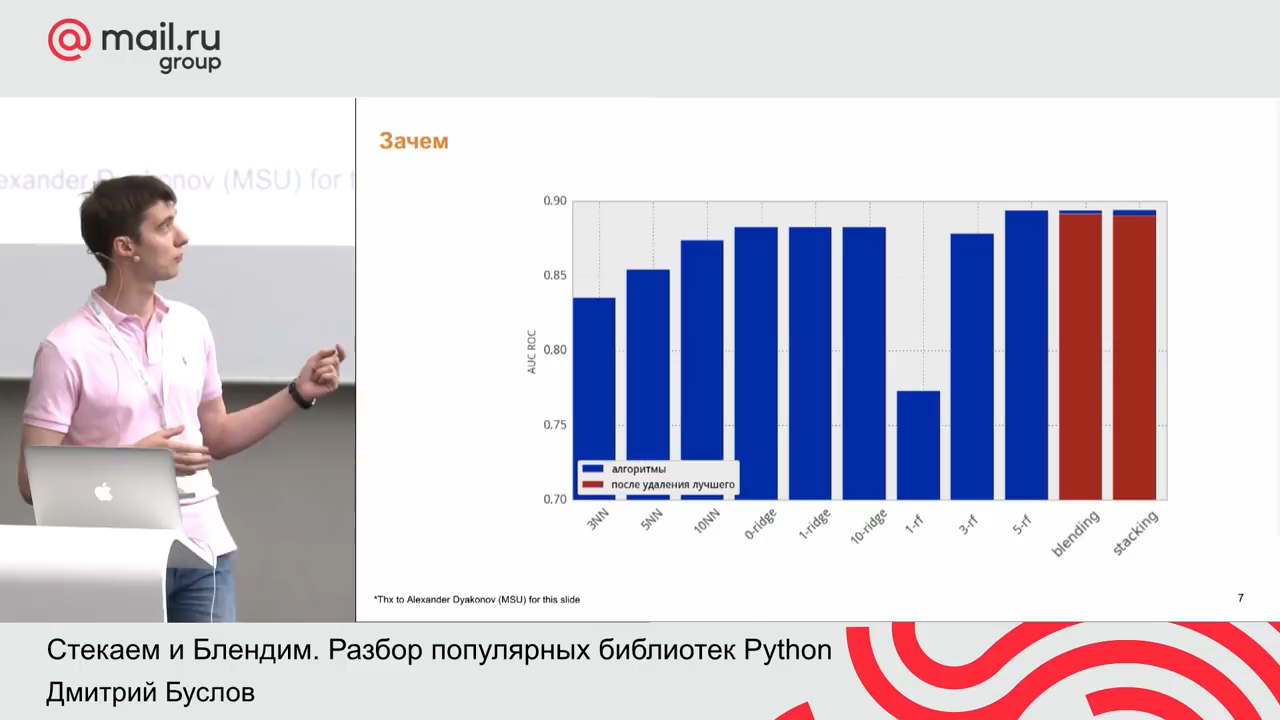 @mail.ru
group
exander Dyakonov (MSU) for t
Зачем
0.90
0.85
0.80
0.75
0.70
AUC ROC
алгоритмы
после удаления лучшего
3NN
5NN
10NN
0-ridge
1-ridge
10-ridge
1-rf
3-rf
5-rf
blending
stacking
*Thx to Alexander Dyakonov (MSU) for this slide
7
Стекаем и Блендим. Разбор популярных библиотек Python
Дмитрий Буслов